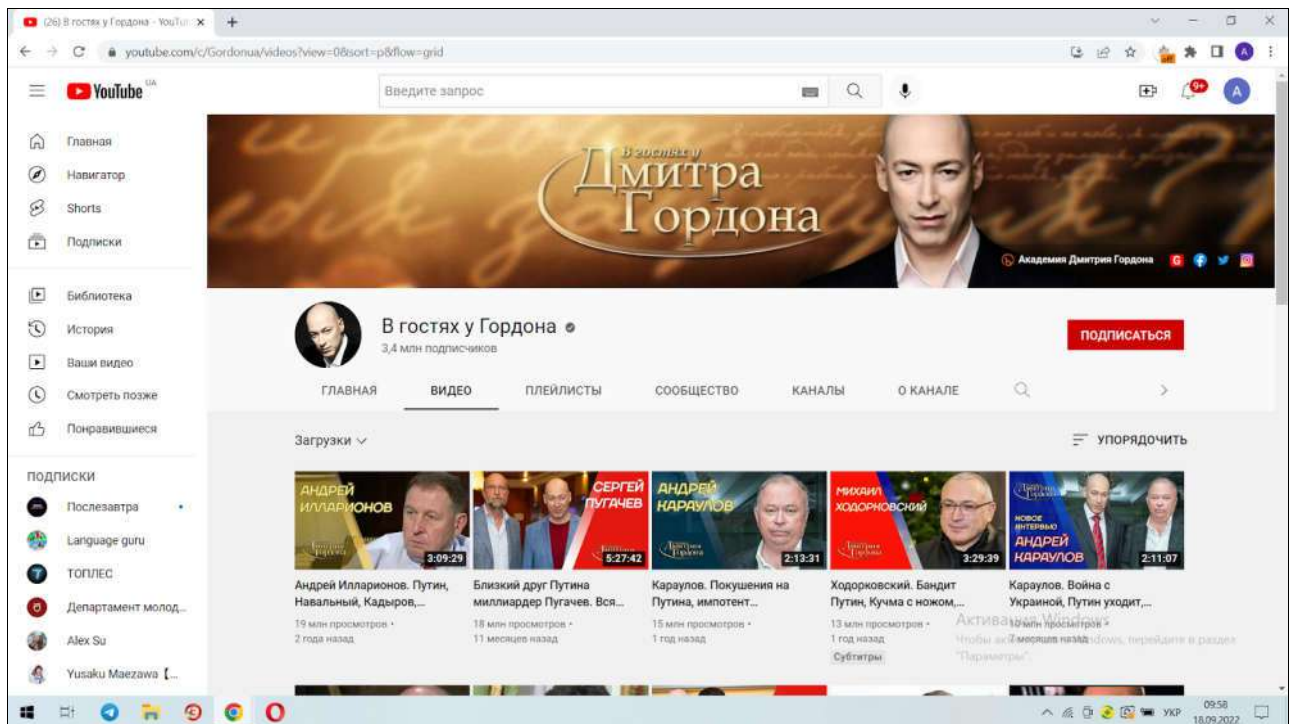 (26) В гостях у Гордона - YouTu
youtube.com/c/Gordonua/videos?view=0&sort=p&flow=grid
YouTube UA
Введите запрос
9+
A
Главная
Навигатор
Shorts
Подписки
Библиотека
История
Ваши видео
Смотреть позже
Понравившиеся
ПОДПИСКИ
Послезавтра
Language guru
ТОПЛЕС
Департамент молод...
Alex Su
Yusaku Maezawa【...
В гостях у
Дмитра
Гордона
Академия Дмитрия Гордона
В гостях у Гордона
3,4 млн подписчиков
ПОДПИСАТЬСЯ
ГЛАВНАЯ ВИДЕО ПЛЕЙЛИСТЫ СООБЩЕСТВО КАНАЛЫ О КАНАЛЕ
Загрузки
УПОРЯДОЧИТЬ
АНДРЕЙ
ИЛЛАРИОНОВ
3:09:29
Андрей Илларионов. Путин,
Навальный, Кадыров,...
19 млн просмотров •
2 года назад
СЕРГЕЙ
ПУГАЧЕВ
5:27:42
Близкий друг Путина
миллиардер Пугачев. Вся...
18 млн просмотров •
11 месяцев назад
АНДРЕЙ
КАРАУЛОВ
2:13:31
Караулов. Покушения на
Путина, импотент...
15 млн просмотров •
1 год назад
МИХАИЛ
ХОДОРКОВСКИЙ
3:29:39
Ходорковский. Бандит
Путин, Кучма с ножом,...
13 млн просмотров •
1 год назад
Субтитры
НОВОЕ
ИНТЕРВЬЮ
АНДРЕЙ
КАРАУЛОВ
2:11:07
Караулов. Война с
Украиной, Путин уходит,...
10 млн просмотров •
7 месяцев назад
Активация Windows
Чтобы активировать Windows, перейдите в раздел
"Параметры".
УКР
09:58
18.09.2022